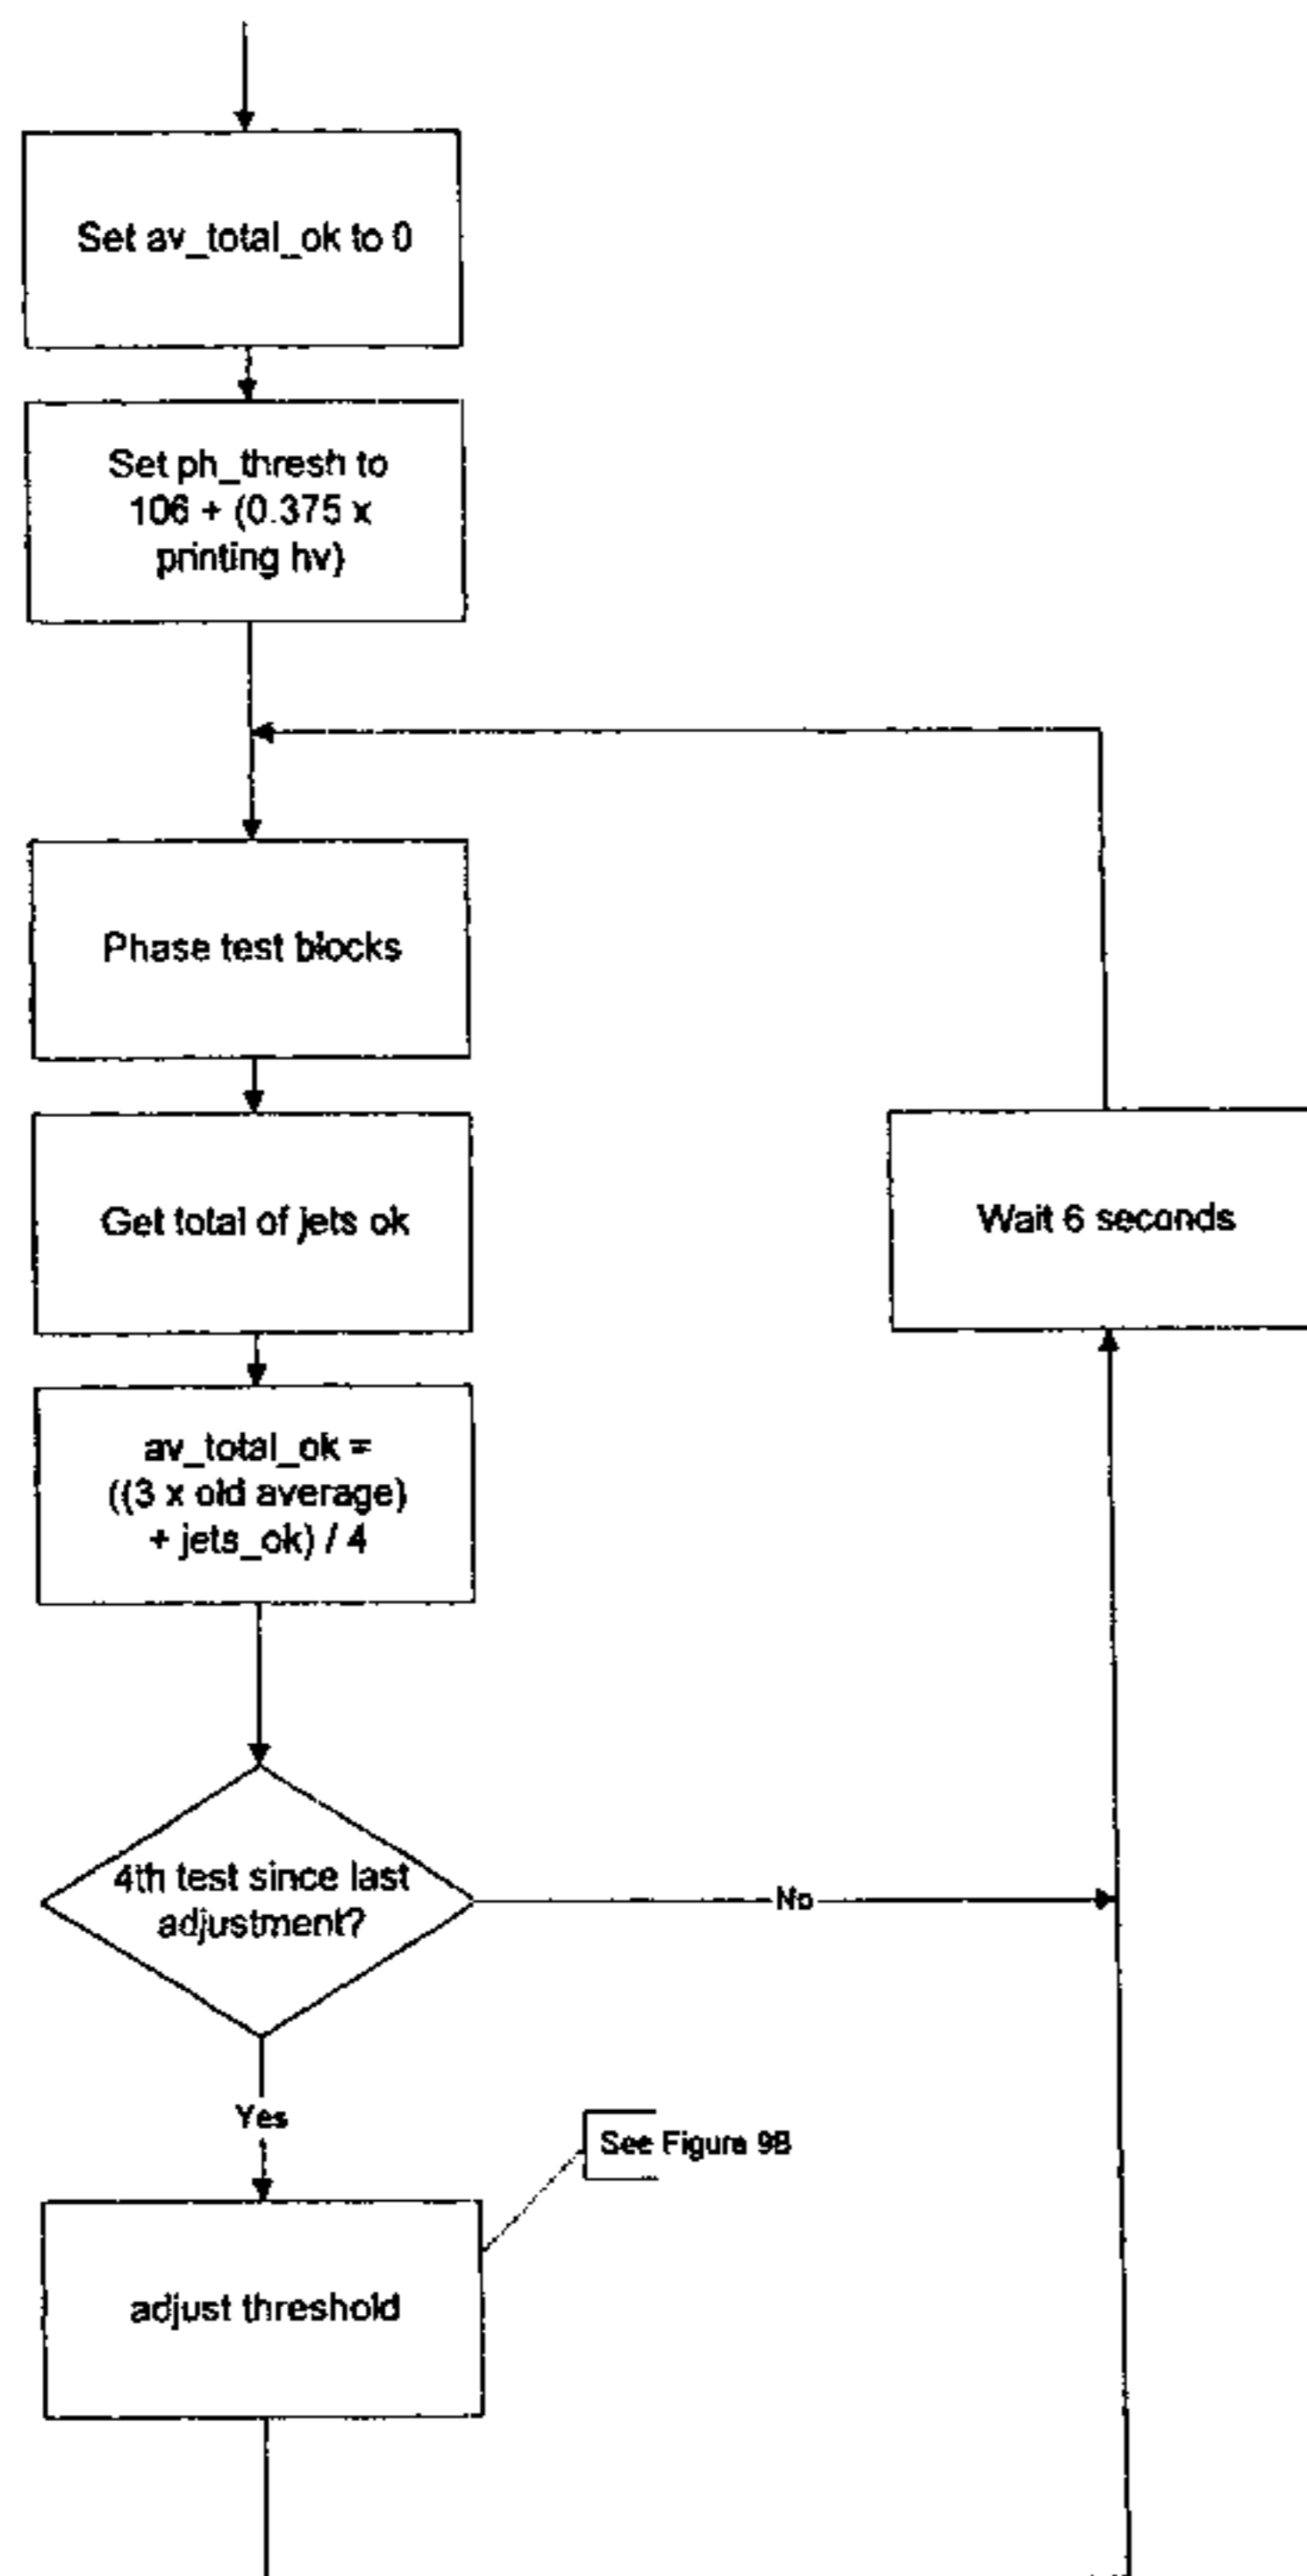 Set av_total_ok to 0
Set ph_thresh to
106 + (0.375 x
printing hv)
Phase test blocks
Get total of jets ok
Wait 6 seconds
av_total_ok =
((3 x old average)
+ jets_ok) / 4
4th test since last
adjustment?
No
Yes
See Figure 9B
adjust threshold